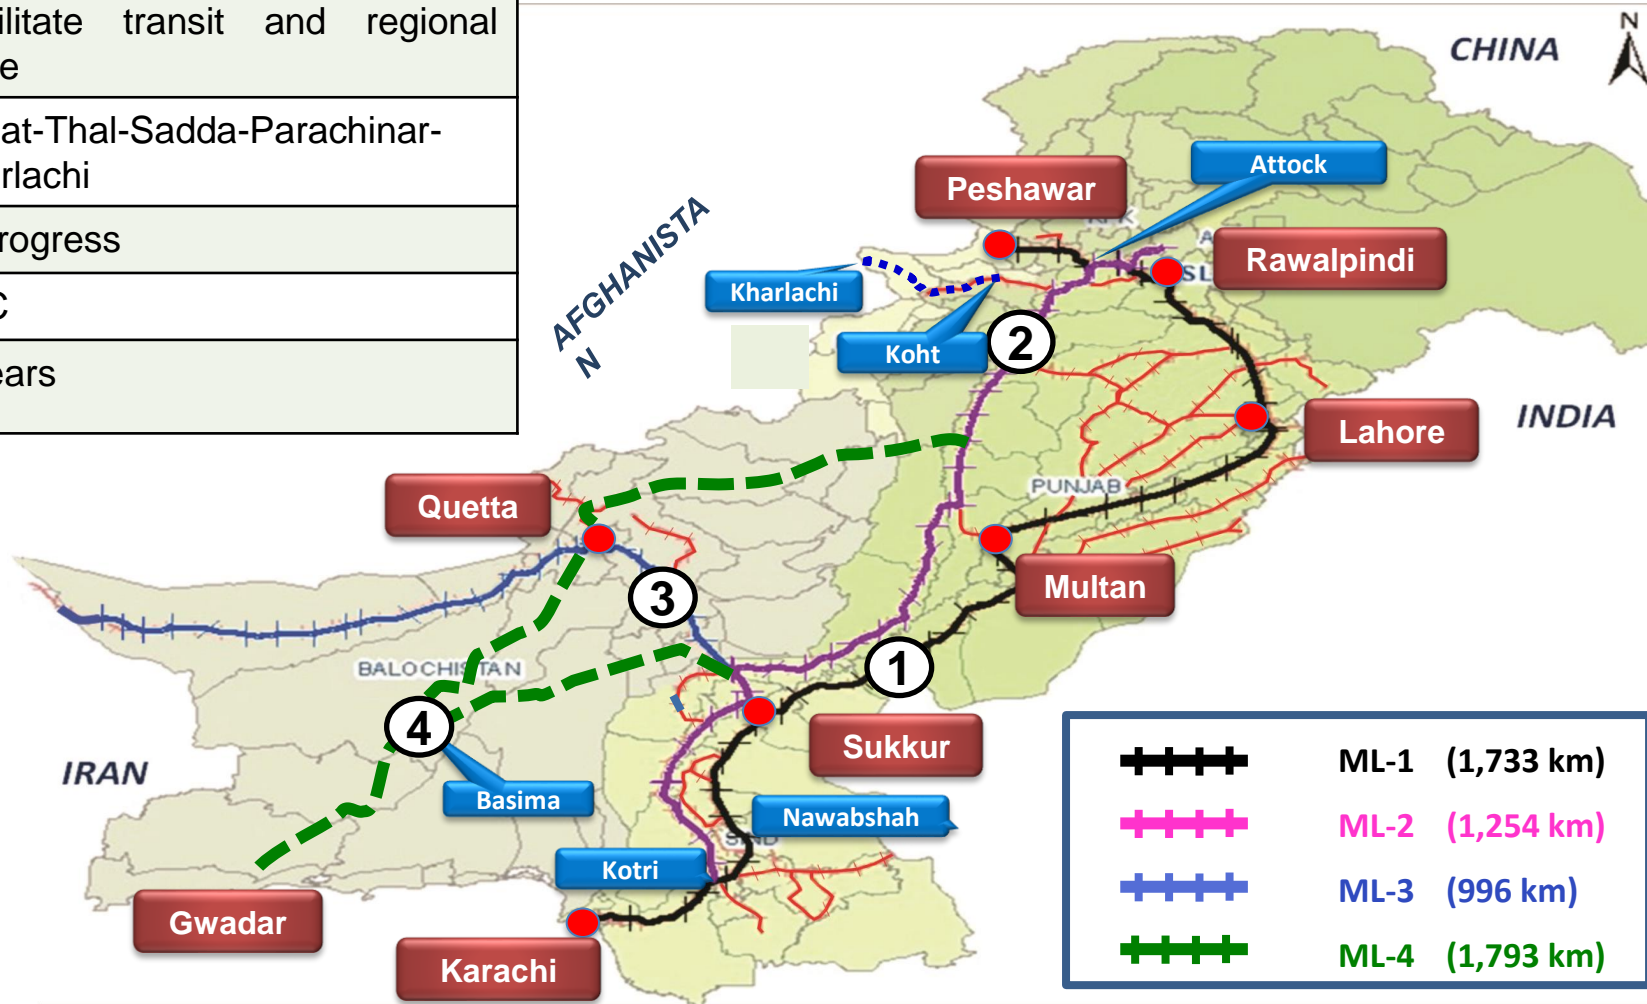 ilitate transit and regional
e
at-Thal-Sadda-Parachinar-
rlachi
rogress
C
ears
CHINA
N
Attock
Peshawar
Rawalpindi
SL
Kharlachi
Koht
AFGHANISTA
N
2
INDIA
Lahore
Quetta
PUNJAB
Multan
3
BALOCHISTAN
1
4
Sukkur
IRAN
Basima
Nawabshah
SIND
Kotri
Gwadar
Karachi
ML-1 (1,733 km)
ML-2 (1,254 km)
ML-3 (996 km)
ML-4 (1,793 km)